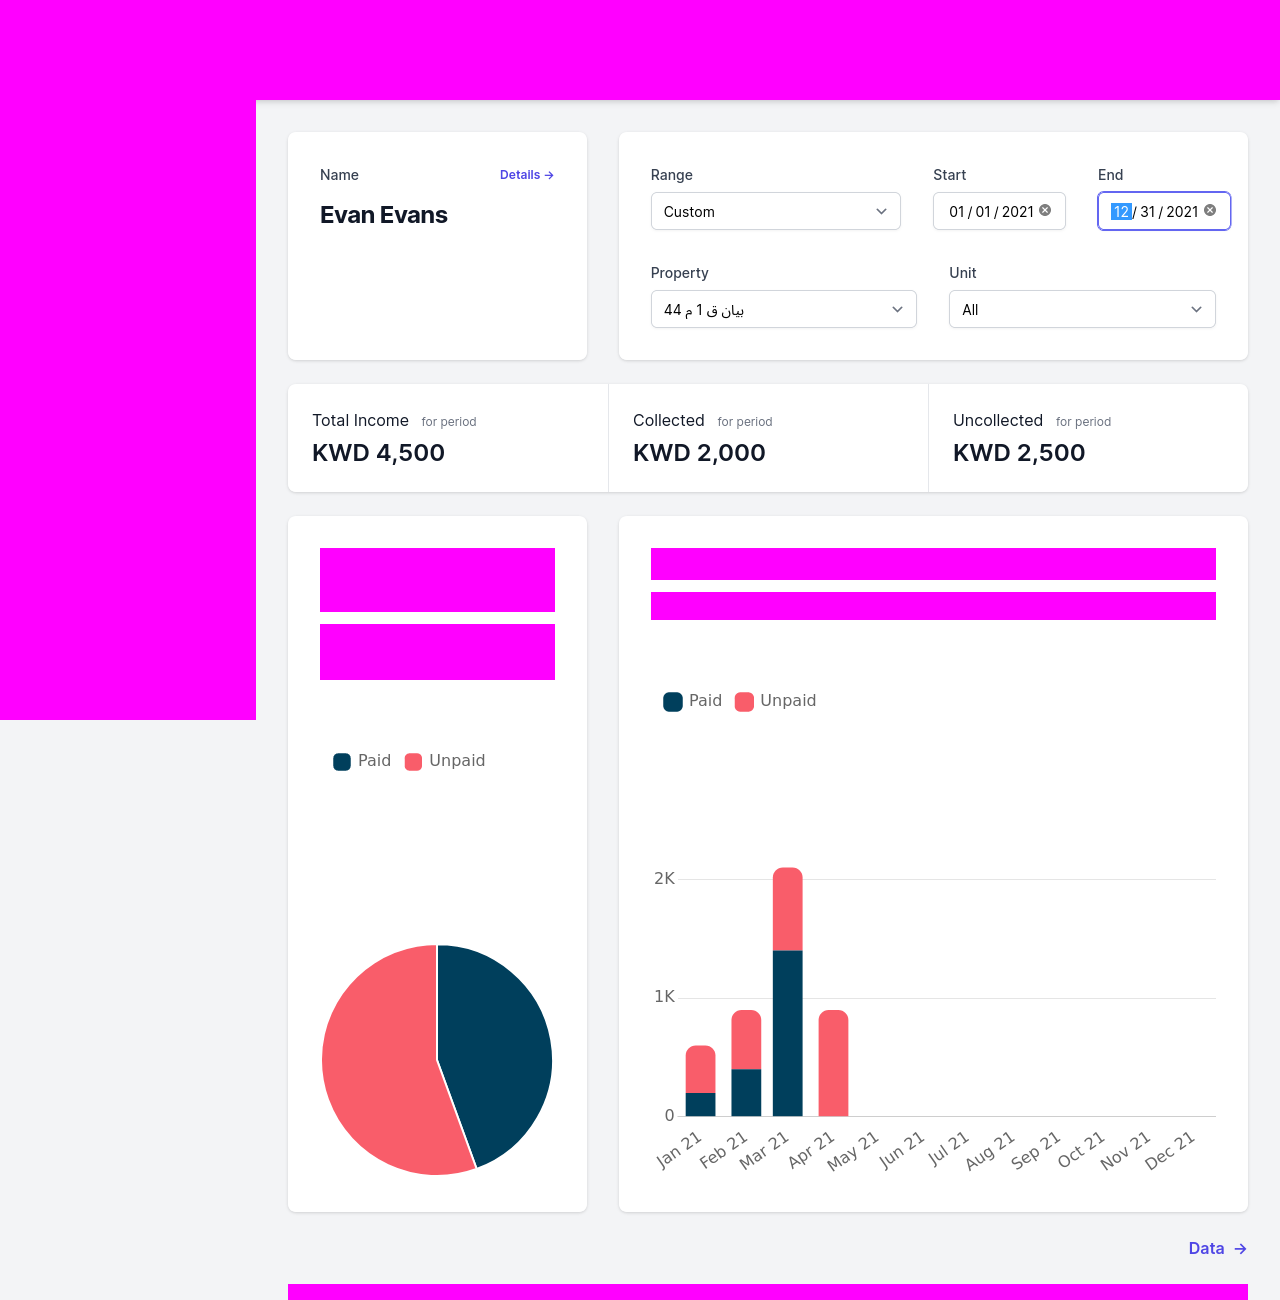 Name
Details →
Evan Evans
Range
Start
End
Custom
01 / 01 / 2021
12 / 31 / 2021
Property
Unit
بيان ق 1 م 44
All
Total Income for period
KWD 4,500
Collected for period
KWD 2,000
Uncollected for period
KWD 2,500
Paid
Unpaid
Paid
Unpaid
2K
1K
0
Jan 21
Feb 21
Mar 21
Apr 21
May 21
Jun 21
Jul 21
Aug 21
Sep 21
Oct 21
Nov 21
Dec 21
Data →